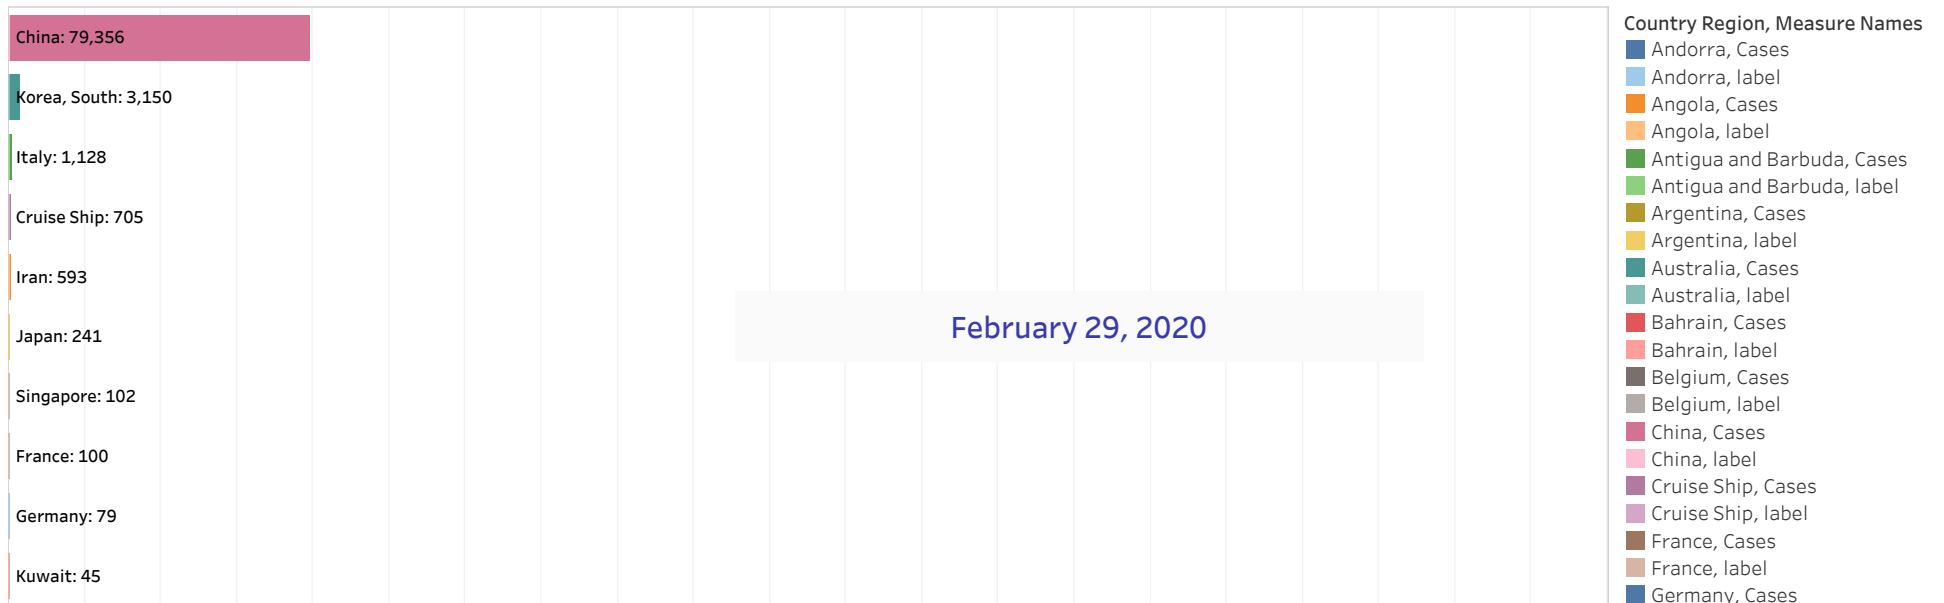 China: 79,356
Korea, South: 3,150
Italy: 1,128
Cruise Ship: 705
Iran: 593
Japan: 241
Singapore: 102
France: 100
Germany: 79
Kuwait: 45
February 29, 2020
Country Region, Measure Names
Andorra, Cases
Andorra, label
Angola, Cases
Angola, label
Antigua and Barbuda, Cases
Antigua and Barbuda, label
Argentina, Cases
Argentina, label
Australia, Cases
Australia, label
Bahrain, Cases
Bahrain, label
Belgium, Cases
Belgium, label
China, Cases
China, label
Cruise Ship, Cases
Cruise Ship, label
France, Cases
France, label
Germany, Cases